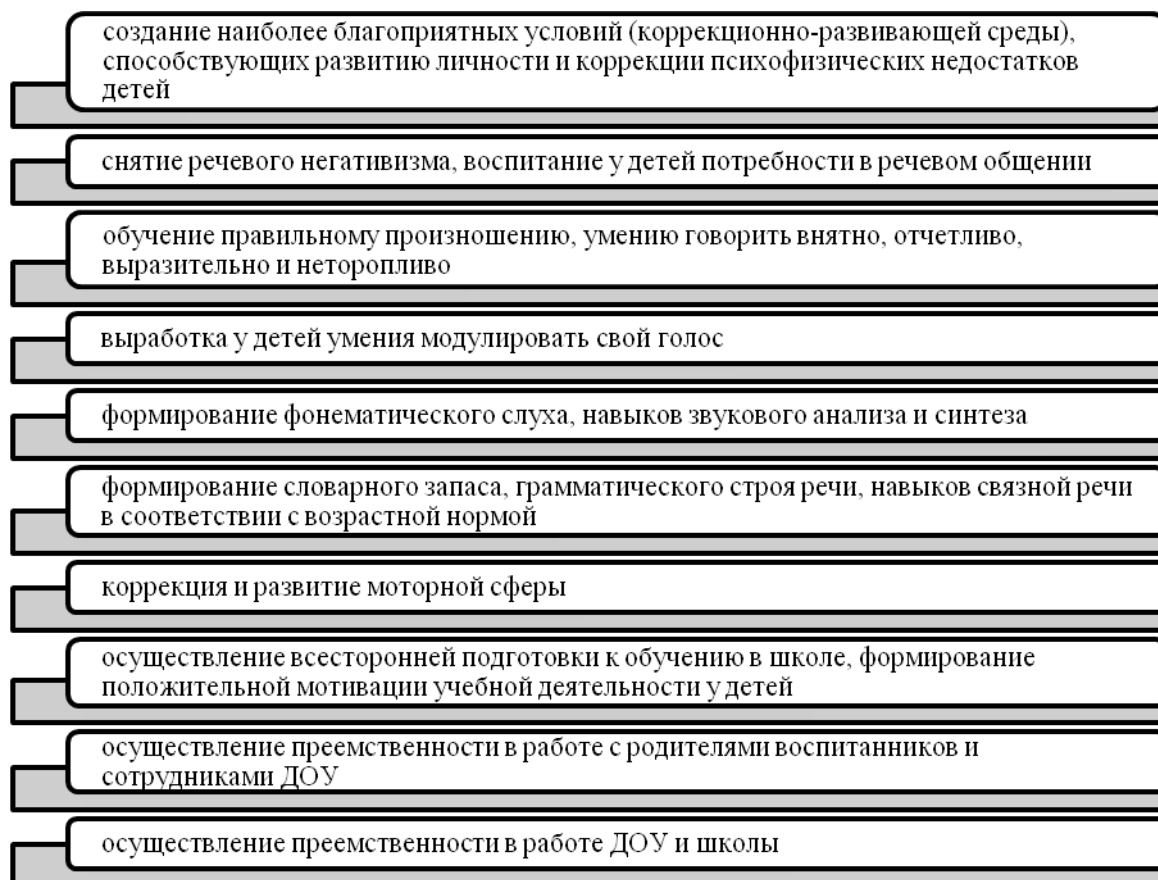 создание наиболее благоприятных условий (коррекционно-развивающей среды),
способствующих развитию личности и коррекции психофизических недостатков
детей
снятие речевого негативизма, воспитание у детей потребности в речевом общении
обучение правильному произношению, умению говорить внятно, отчетливо,
выразительно и неторопливо
выработка у детей умения модулировать свой голос
формирование фонематического слуха, навыков звукового анализа и синтеза
формирование словарного запаса, грамматического строя речи, навыков связной речи
в соответствии с возрастной нормой
коррекция и развитие моторной сферы
осуществление всесторонней подготовки к обучению в школе, формирование
положительной мотивации учебной деятельности у детей
осуществление преемственности в работе с родителями воспитанников и
сотрудниками ДОУ
осуществление преемственности в работе ДОУ и школы